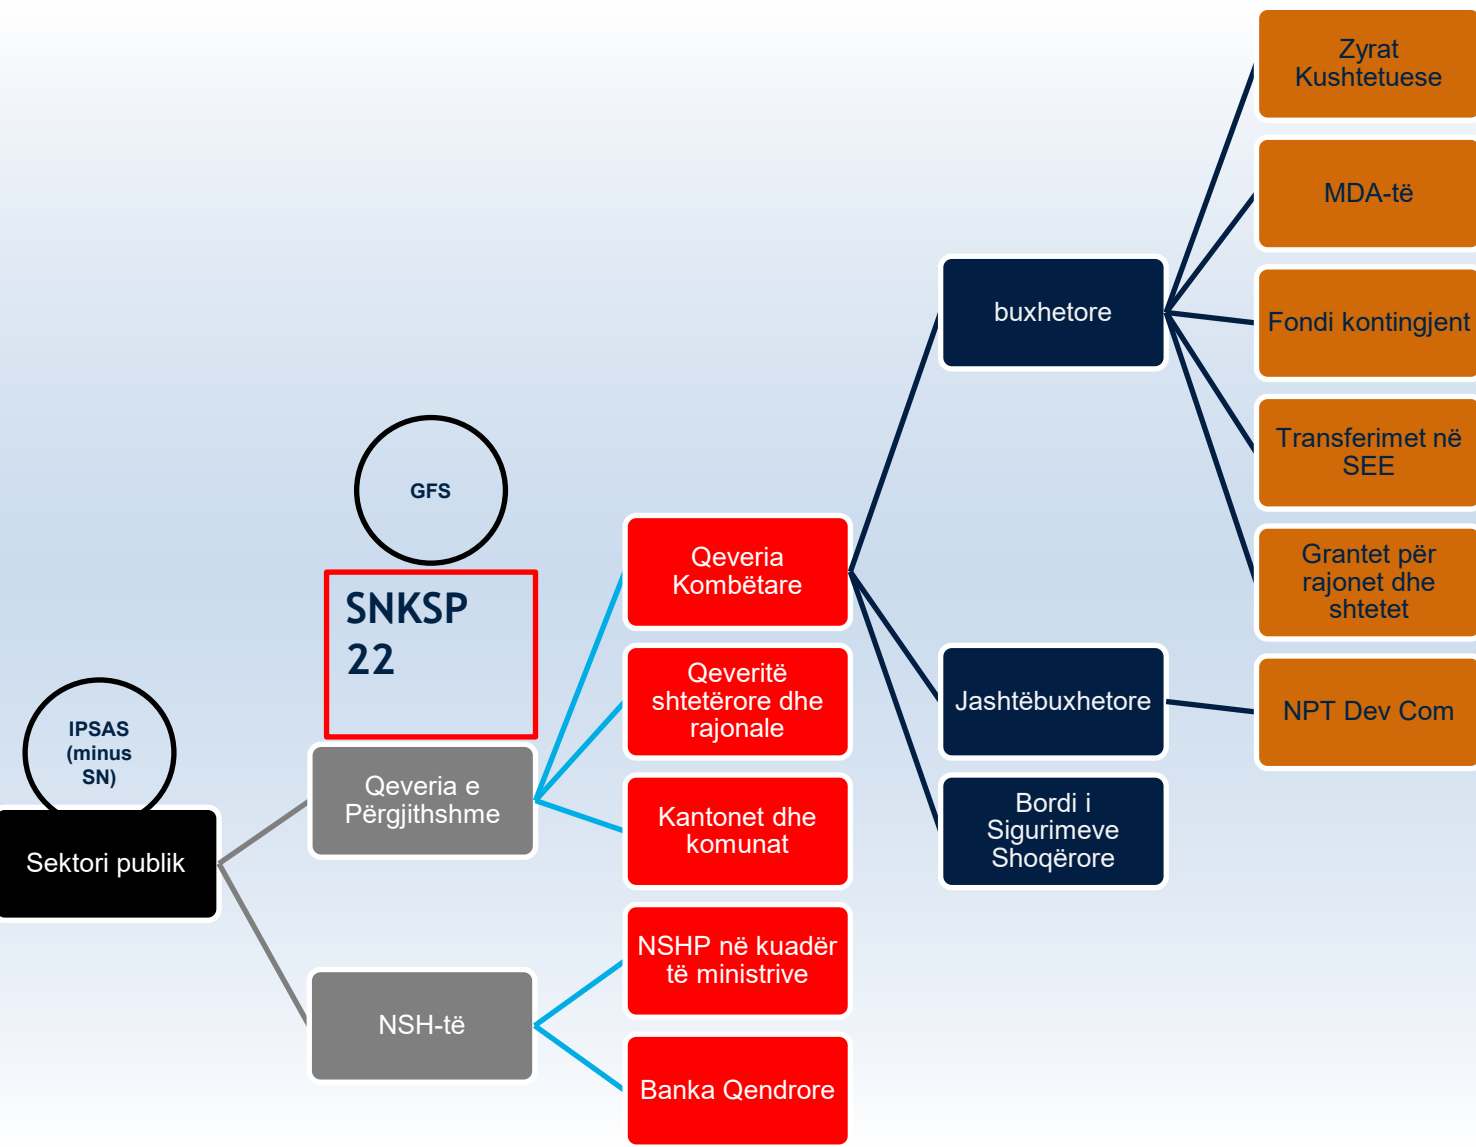 Zyrat
Kushtetuese
MDA-të
buxhetore
Fondi kontingjent
Transferimet në
SEE
GFS
Qeveria
Kombëtare
Grantet për
rajonet dhe
shtetet
SNKSP
22
Qeveritë
shtetërore dhe
rajonale
Jashtëbuxhetore
NPT Dev Com
IPSAS
(minus
SN)
Qeveria e
Përgjithshme
Kantonet dhe
komunat
Bordi i
Sigurimeve
Shoqërore
Sektori publik
NSHP në kuadër
të ministrive
NSH-të
Banka Qendrore